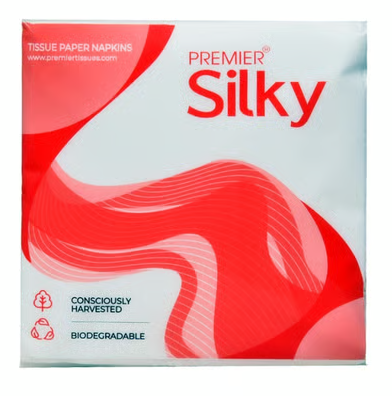 TISSUE PAPER NAPKINS
www.premiertissues.com
PREMIER®
Silky
CONSCIOUSLY
HARVESTED
BIODEGRADABLE